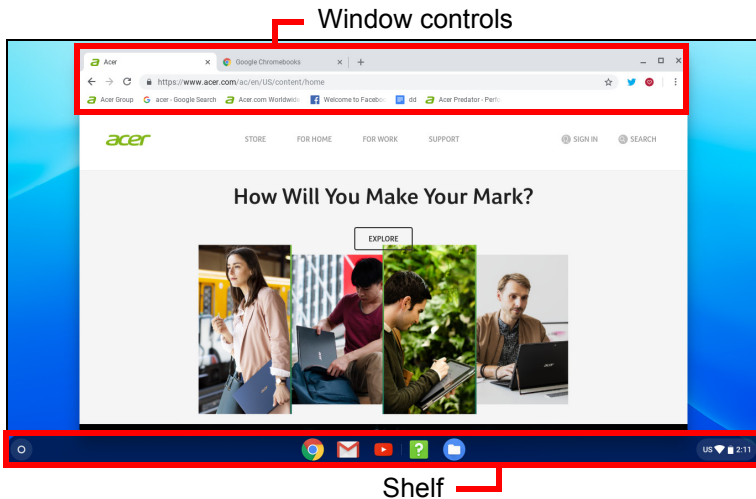 Window controls
Acer
Google Chromebooks
https://www.acer.com/ac/en/US/content/home
Acer Group
acer - Google Search
Acer.com Worldwide
Welcome to Faceboo
dd
Acer Predator - Perfo
acer
STORE
FOR HOME
FOR WORK
SUPPORT
SIGN IN
SEARCH
How Will You Make Your Mark?
EXPLORE
US 2:11
Shelf